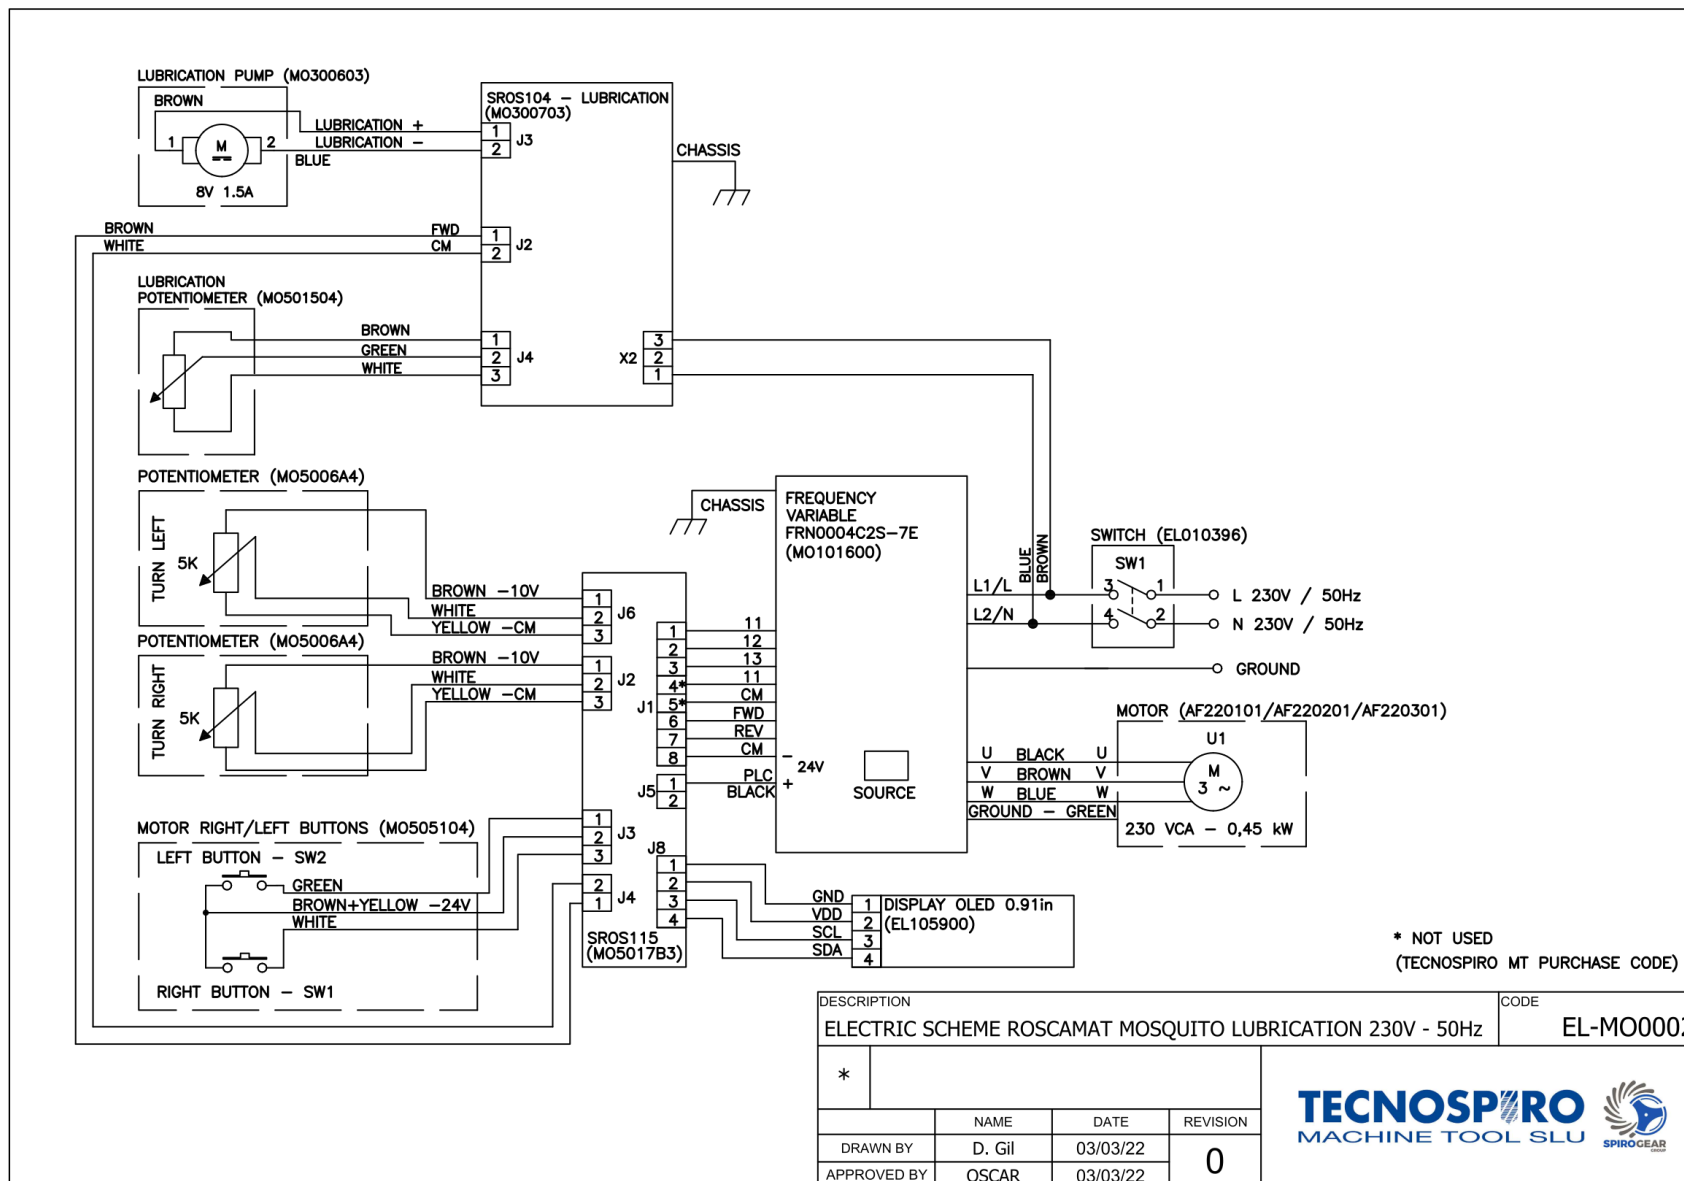 LUBRICATION PUMP (MO300603)
BROWN
LUBRICATION +
1 M 2 LUBRICATION −
BLUE
8V 1.5A
SROS104 − LUBRICATION
(MO300703)
1
2
J3
CHASSIS
BROWN FWD
WHITE CM
1
2
J2
LUBRICATION
POTENTIOMETER (MO501504)
BROWN
GREEN
WHITE
1
2
3
J4
X2
3
2
1
POTENTIOMETER (MO5006A4)
TURN LEFT
5K
BROWN −10V
WHITE
YELLOW −CM
1
2
3
J6
POTENTIOMETER (MO5006A4)
TURN RIGHT
5K
BROWN −10V
WHITE
YELLOW −CM
1
2
3
J2
J1
1
2
3
4*
5*
6
7
8
11
12
13
11
CM
FWD
REV
CM
−
24V
+
PLC
BLACK
J5
1
2
CHASSIS
FREQUENCY
VARIABLE
FRN0004C2S−7E
(MO101600)
SOURCE
L1/L
L2/N
BLUE
BROWN
SWITCH (EL010396)
SW1
3 1
4 2
L 230V / 50Hz
N 230V / 50Hz
GROUND
MOTOR (AF220101/AF220201/AF220301)
U1
U BLACK U
V BROWN V
W BLUE W
GROUND − GREEN
M
3 ~
230 VCA − 0,45 kW
MOTOR RIGHT/LEFT BUTTONS (MO505104)
LEFT BUTTON − SW2
GREEN
BROWN+YELLOW −24V
WHITE
RIGHT BUTTON − SW1
1
2
3
J3
2
1
J4
J8
1
2
3
4
SROS115
(MO5017B3)
GND
VDD
SCL
SDA
1
2
3
4
DISPLAY OLED 0.91in
(EL105900)
* NOT USED
(TECNOSPIRO MT PURCHASE CODE)
DESCRIPTION
ELECTRIC SCHEME ROSCAMAT MOSQUITO LUBRICATION 230V - 50Hz
CODE
EL-MO0002
*
NAME DATE REVISION
DRAWN BY D. Gil 03/03/22
0
APPROVED BY OSCAR 03/03/22
TECNOSPIRO
MACHINE TOOL SLU
SPIROGEAR
GROUP